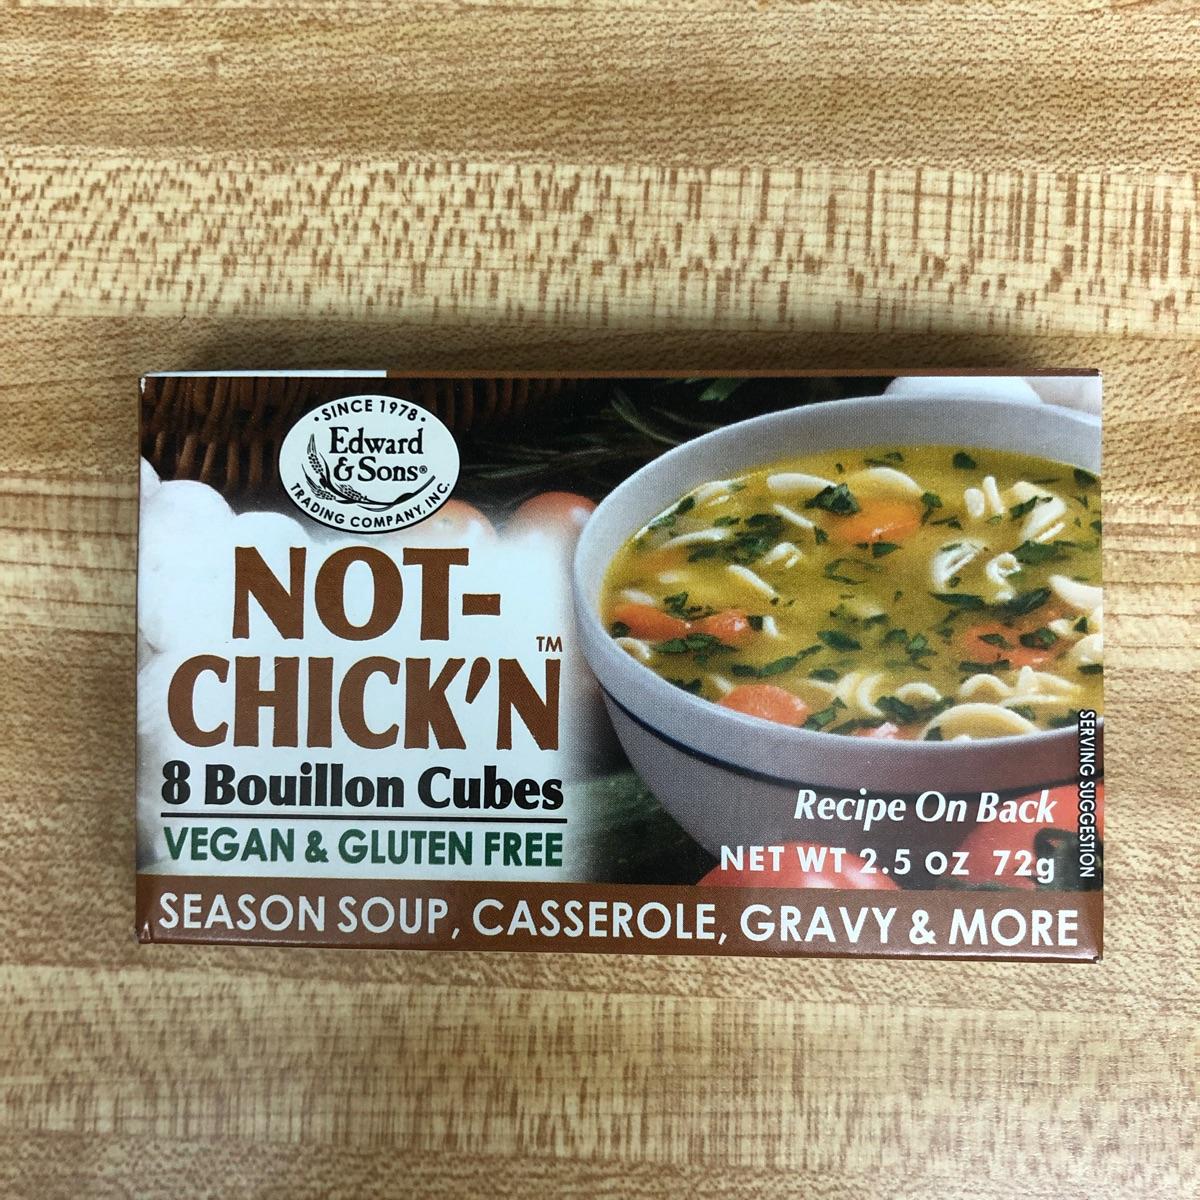 • SINCE 1978 •
Edward
& Sons®
TRADING COMPANY, INC.
NOT-
CHICK'N™
8 Bouillon Cubes
VEGAN & GLUTEN FREE
Recipe On Back
NET WT 2.5 OZ 72g
SERVING SUGGESTION
SEASON SOUP, CASSEROLE, GRAVY & MORE